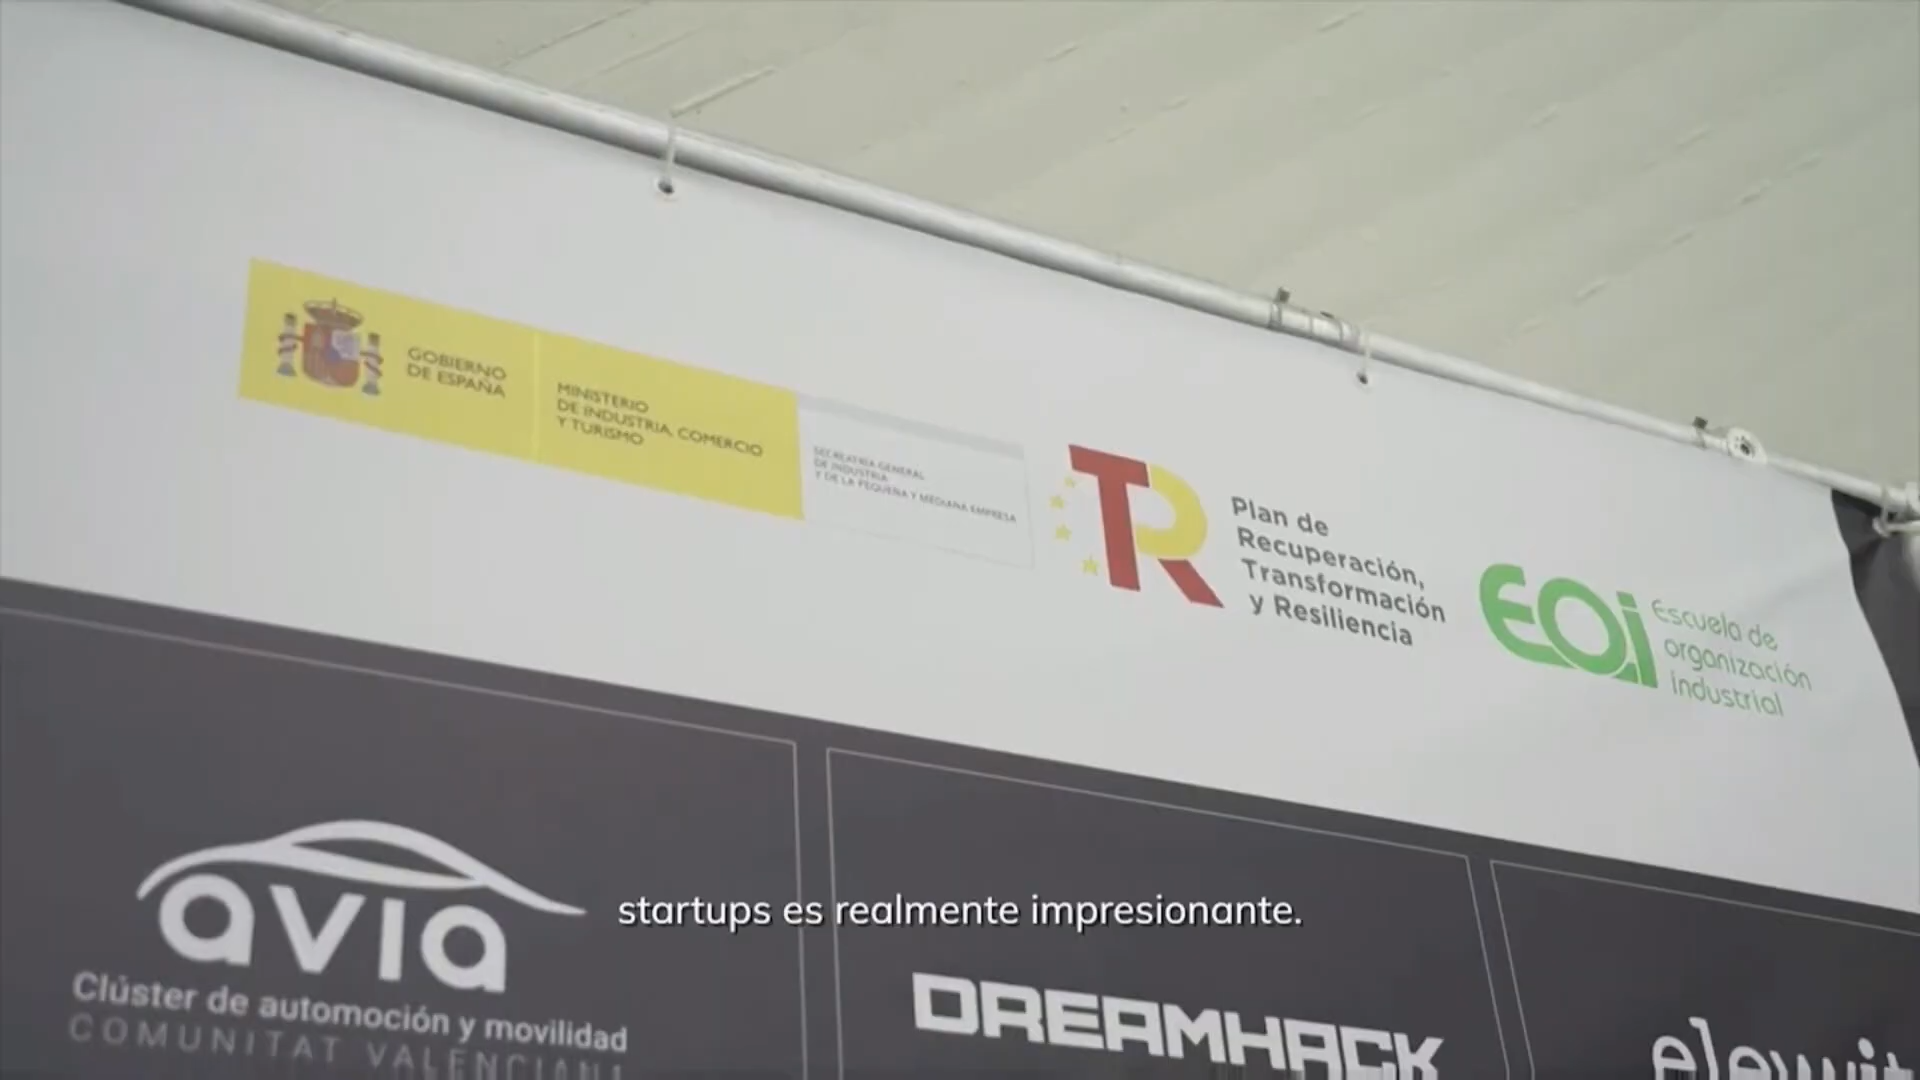 GOBIERNO
DE ESPAÑA
MINISTERIO
DE INDUSTRIA, COMERCIO
Y TURISMO
SECREATRÍA GENERAL
DE INDUSTRIA
Y DE LA PEQUEÑA Y MEDIANA EMPRESA
TR
Plan de
Recuperación,
Transformación
y Resiliencia
EOi
Escuela de
organización
industrial
avia
Clúster de automoción y movilidad
COMUNITAT VALENCIANA
DREAMHACK
startups es realmente impresionante.